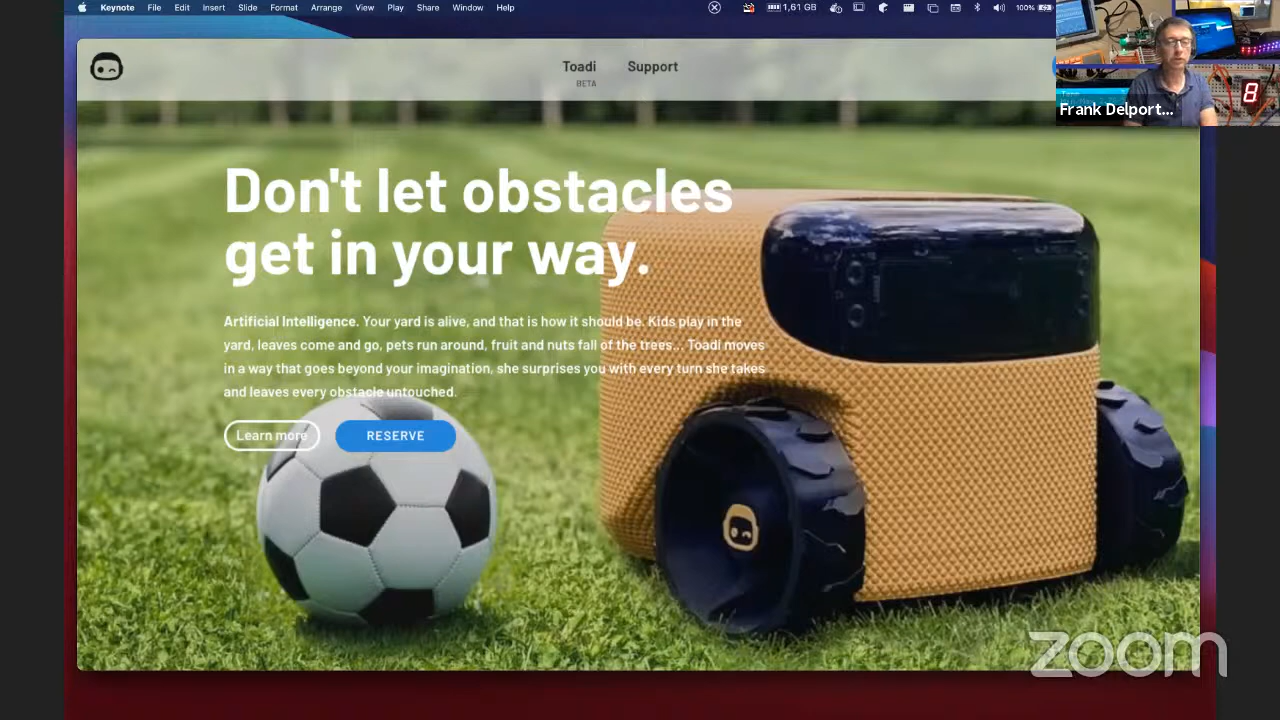 Keynote File Edit Insert Slide Format Arrange View Play Share Window Help 1,61 GB 100%
Toadi Support
BETA
Frank Delport...
8
Don't let obstacles
get in your way.
Artificial Intelligence. Your yard is alive, and that is how it should be. Kids play in the
yard, leaves come and go, pets run around, fruit and nuts fall of the trees... Toadi moves
in a way that goes beyond your imagination, she surprises you with every turn she takes
and leaves every obstacle untouched.
Learn more RESERVE
zoom